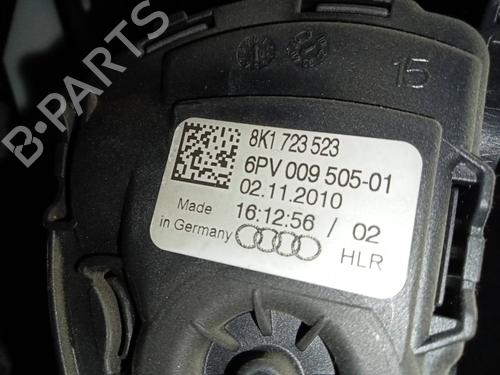 B-PARTS
15
8K1 723 523
6PV 009 505-01
02.11.2010
Made in Germany
16:12:56 / 02
HLR